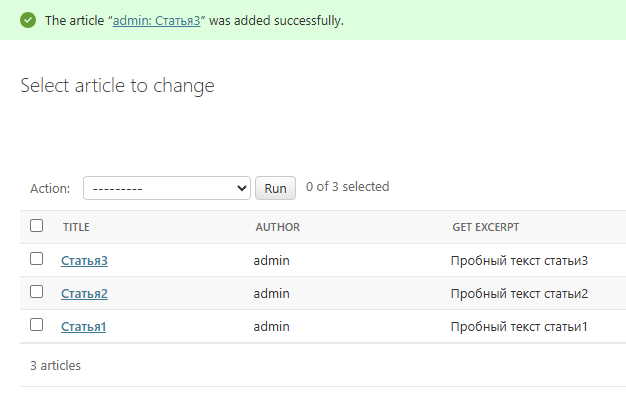 The article “admin: Статья3” was added successfully.
Select article to change
Action: --------- Run 0 of 3 selected
TITLE AUTHOR GET EXCERPT
Статья3 admin Пробный текст статьи3
Статья2 admin Пробный текст статьи2
Статья1 admin Пробный текст статьи1
3 articles